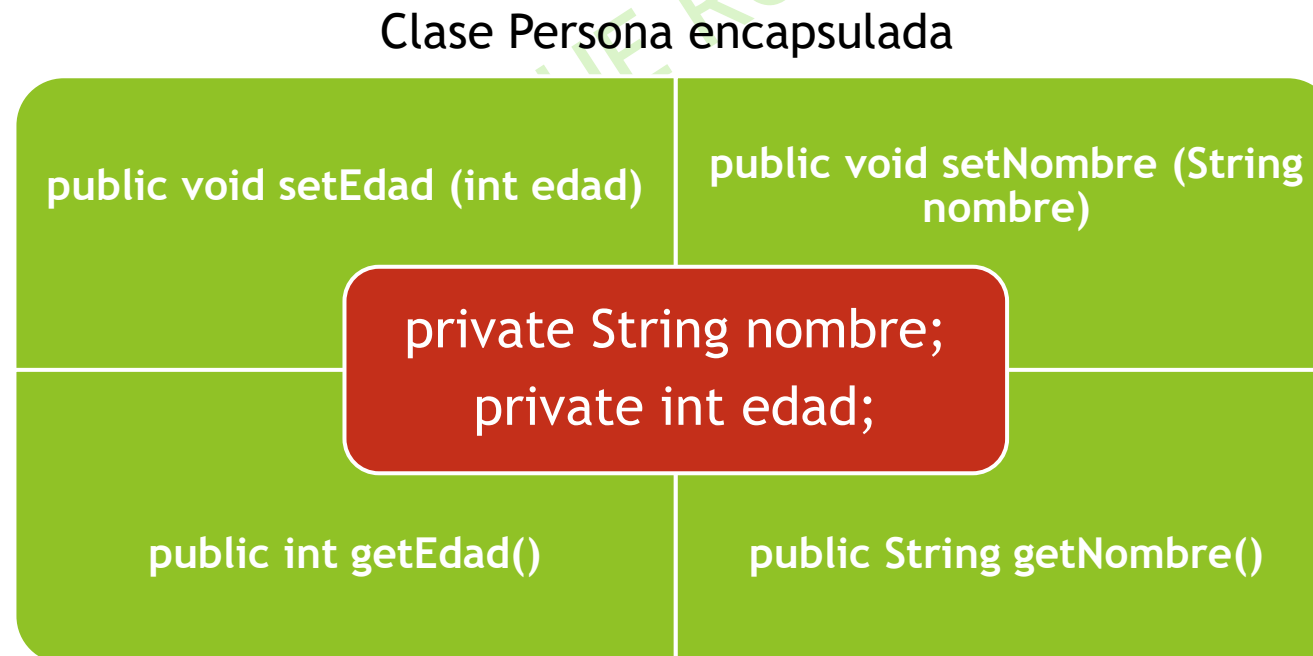 Clase Persona encapsulada
public void setEdad (int edad)
public void setNombre (String
nombre)
private String nombre;
private int edad;
public int getEdad()
public String getNombre()